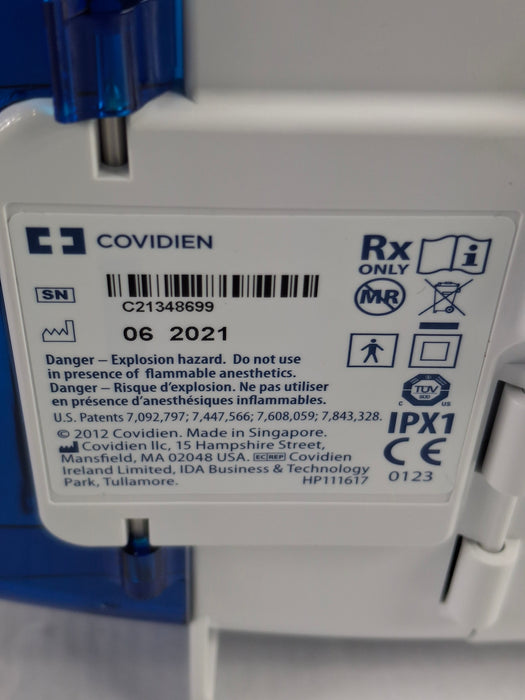 COVIDIEN
Rx
ONLY
SN
C21348699
MR
06 2021
Danger – Explosion hazard. Do not use
in presence of flammable anesthetics.
Danger – Risque d'explosion. Ne pas utiliser
en présence d'anesthésiques inflammables.
U.S. Patents 7,092,797; 7,447,566; 7,608,059; 7,843,328.
C TÜV US
SÜD
IPX1
© 2012 Covidien. Made in Singapore.
Covidien llc, 15 Hampshire Street,
Mansfield, MA 02048 USA. EC REP Covidien
Ireland Limited, IDA Business & Technology
Park, Tullamore. HP111617
CE
0123